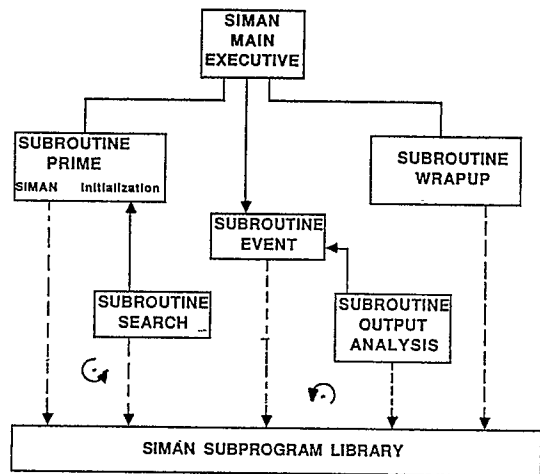 SIMAN
MAIN
EXECUTIVE
SUBROUTINE
PRIME
SIMAN Initialization
SUBROUTINE
WRAPUP
SUBROUTINE
EVENT
SUBROUTINE
SEARCH
SUBROUTINE
OUTPUT
ANALYSIS
SIMAN SUBPROGRAM LIBRARY